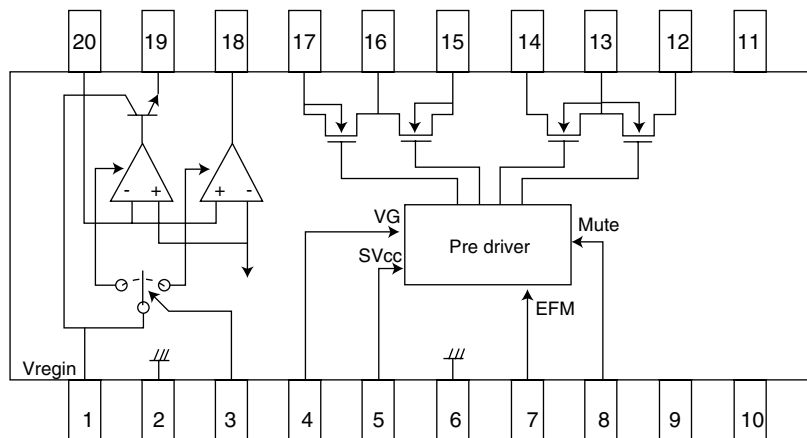 20 19 18 17 16 15 14 13 12 11
- + + -
VG
Mute
Pre driver
SVcc
EFM
Vregin
1 2 3 4 5 6 7 8 9 10